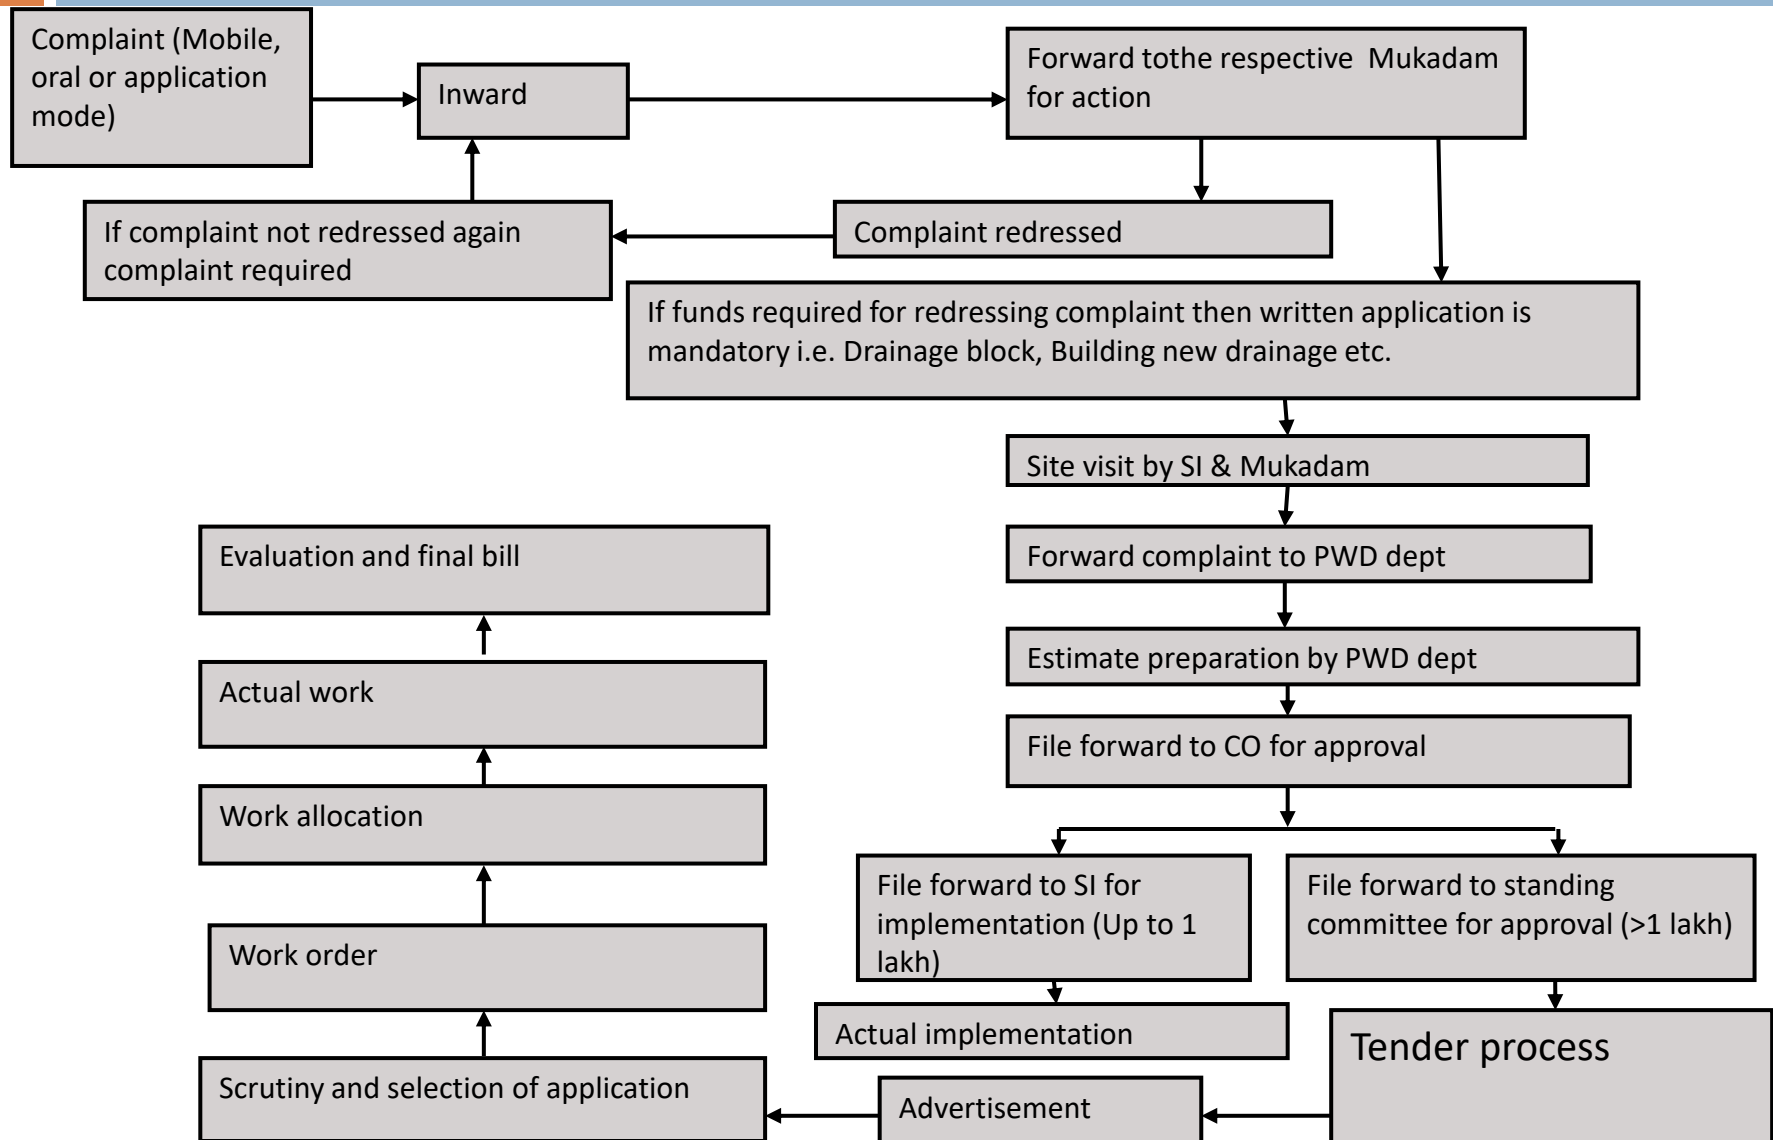 Complaint (Mobile,
oral or application
mode)
Inward
Forward tothe respective  Mukadam
for action
If complaint not redressed again
complaint required
Complaint redressed
If funds required for redressing complaint then written application is
mandatory i.e. Drainage block, Building new drainage etc.
Site visit by SI & Mukadam
Forward complaint to PWD dept
Estimate preparation by PWD dept
File forward to CO for approval
File forward to SI for
implementation (Up to 1
lakh)
File forward to standing
committee for approval (>1 lakh)
Actual implementation
Tender process
Advertisement
Scrutiny and selection of application
Work order
Work allocation
Actual work
Evaluation and final bill